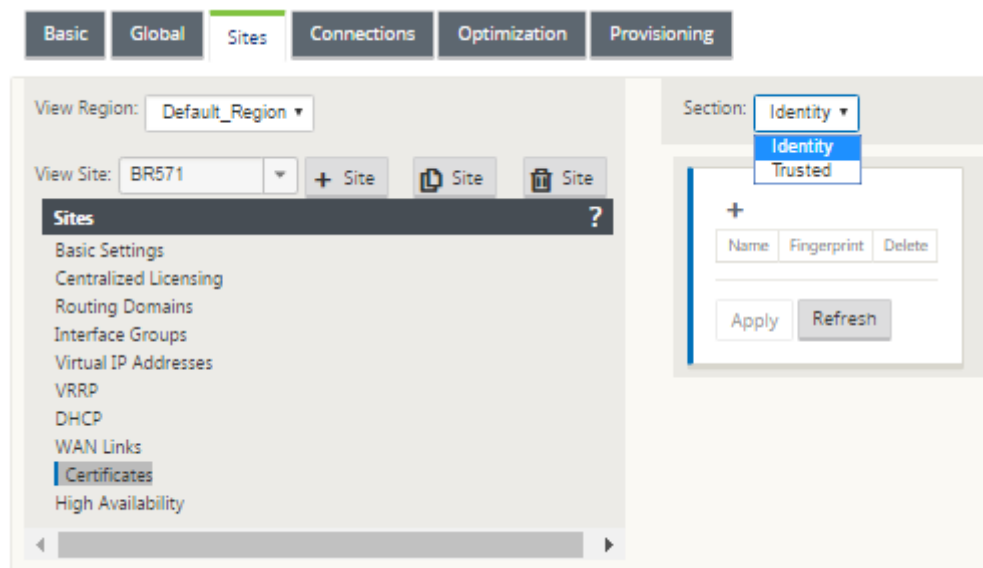 Basic Global Sites Connections Optimization Provisioning
View Region: Default_Region
Section: Identity
Identity
Trusted
View Site: BR571 + Site Site Site
Sites ?
Basic Settings
Centralized Licensing
Routing Domains
Interface Groups
Virtual IP Addresses
VRRP
DHCP
WAN Links
Certificates
High Availability
+
Name Fingerprint Delete
Apply Refresh